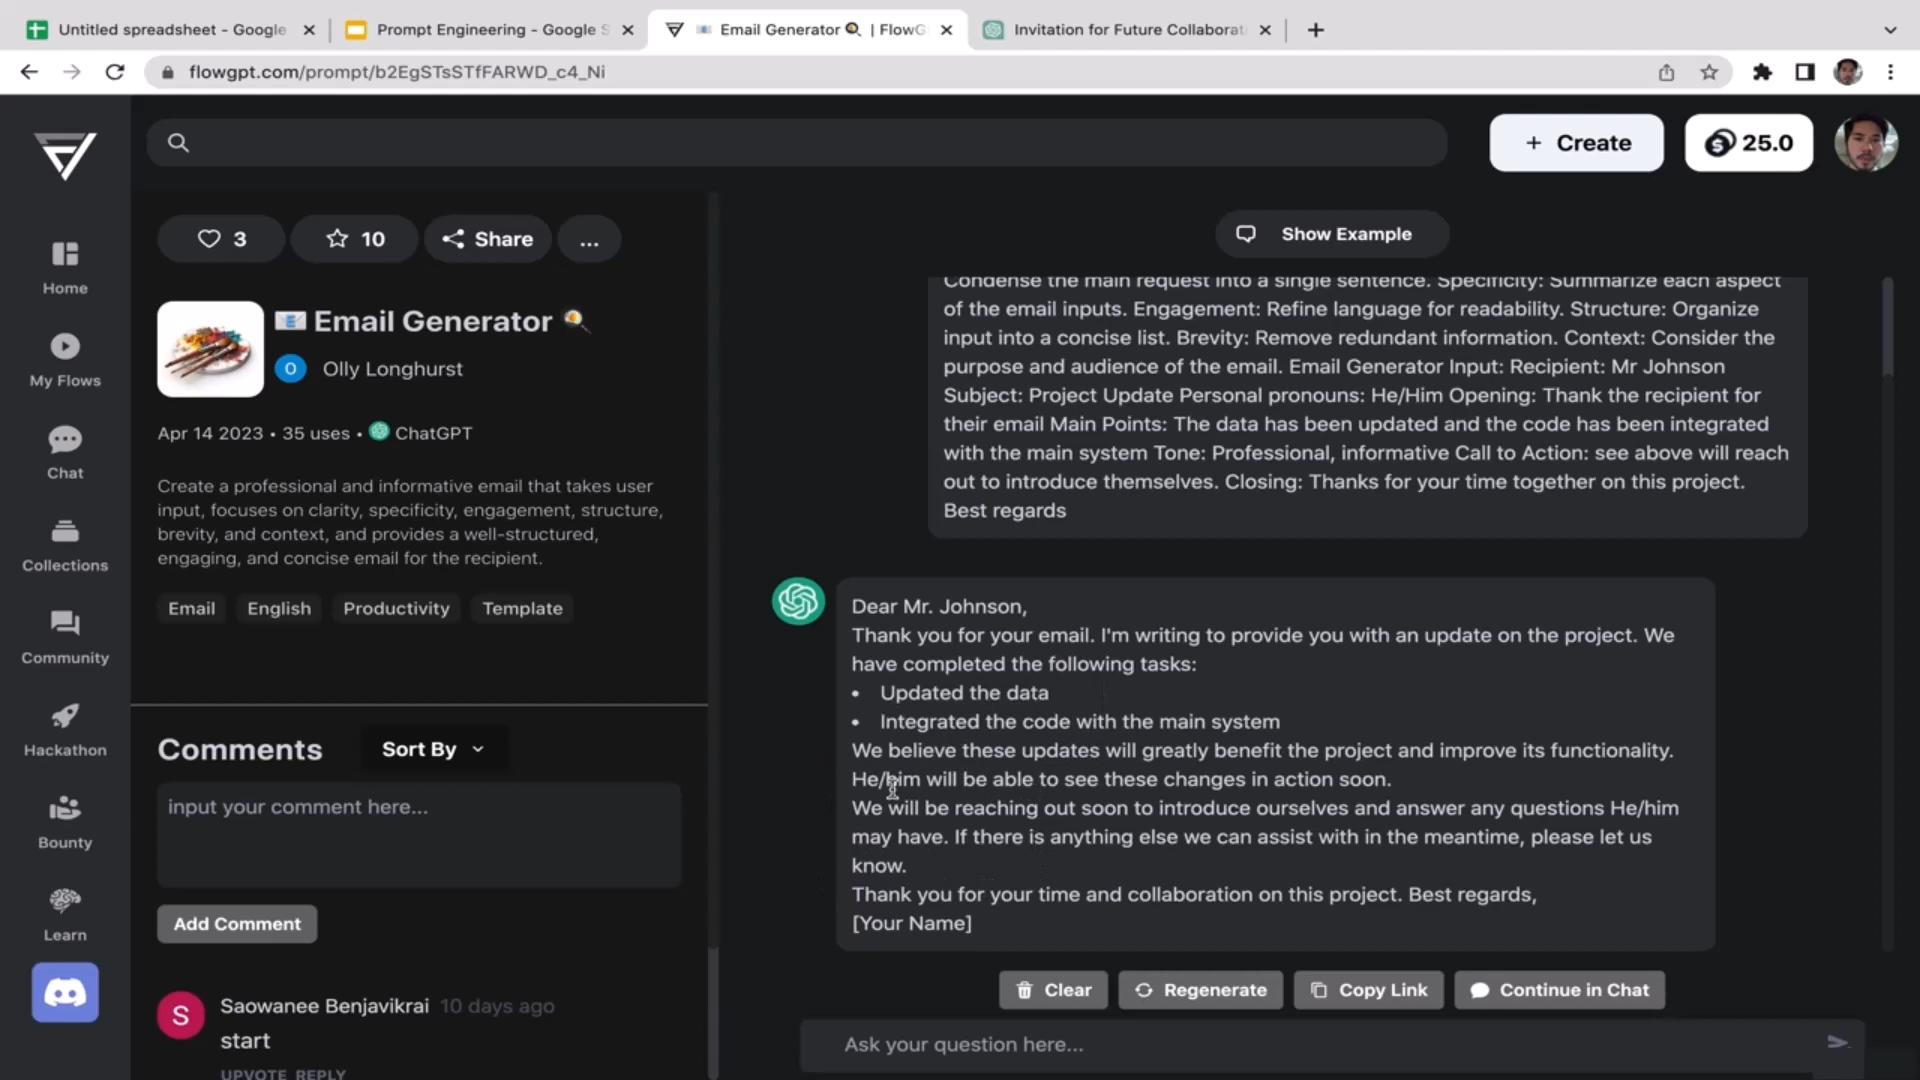 Untitled spreadsheet - Google
Prompt Engineering - Google S
Email Generator | FlowG
Invitation for Future Collaborat
flowgpt.com/prompt/b2EgSTsSTfFARWD_c4_Ni
Create
25.0
Home
My Flows
Chat
Collections
Community
Hackathon
Bounty
Learn
3
10
Share
...
Email Generator
O
Olly Longhurst
Apr 14 2023 • 35 uses • ChatGPT
Create a professional and informative email that takes user
input, focuses on clarity, specificity, engagement, structure,
brevity, and context, and provides a well-structured,
engaging, and concise email for the recipient.
Email
English
Productivity
Template
Comments
Sort By
input your comment here...
Add Comment
S
Saowanee Benjavikrai 10 days ago
start
UPVOTE REPLY
Show Example
Condense the main request into a single sentence. Specificity: Summarize each aspect
of the email inputs. Engagement: Refine language for readability. Structure: Organize
input into a concise list. Brevity: Remove redundant information. Context: Consider the
purpose and audience of the email. Email Generator Input: Recipient: Mr Johnson
Subject: Project Update Personal pronouns: He/Him Opening: Thank the recipient for
their email Main Points: The data has been updated and the code has been integrated
with the main system Tone: Professional, informative Call to Action: see above will reach
out to introduce themselves. Closing: Thanks for your time together on this project.
Best regards
Dear Mr. Johnson,
Thank you for your email. I'm writing to provide you with an update on the project. We
have completed the following tasks:
• Updated the data
• Integrated the code with the main system
We believe these updates will greatly benefit the project and improve its functionality.
He/him will be able to see these changes in action soon.
We will be reaching out soon to introduce ourselves and answer any questions He/him
may have. If there is anything else we can assist with in the meantime, please let us
know.
Thank you for your time and collaboration on this project. Best regards,
[Your Name]
Clear
Regenerate
Copy Link
Continue in Chat
Ask your question here...